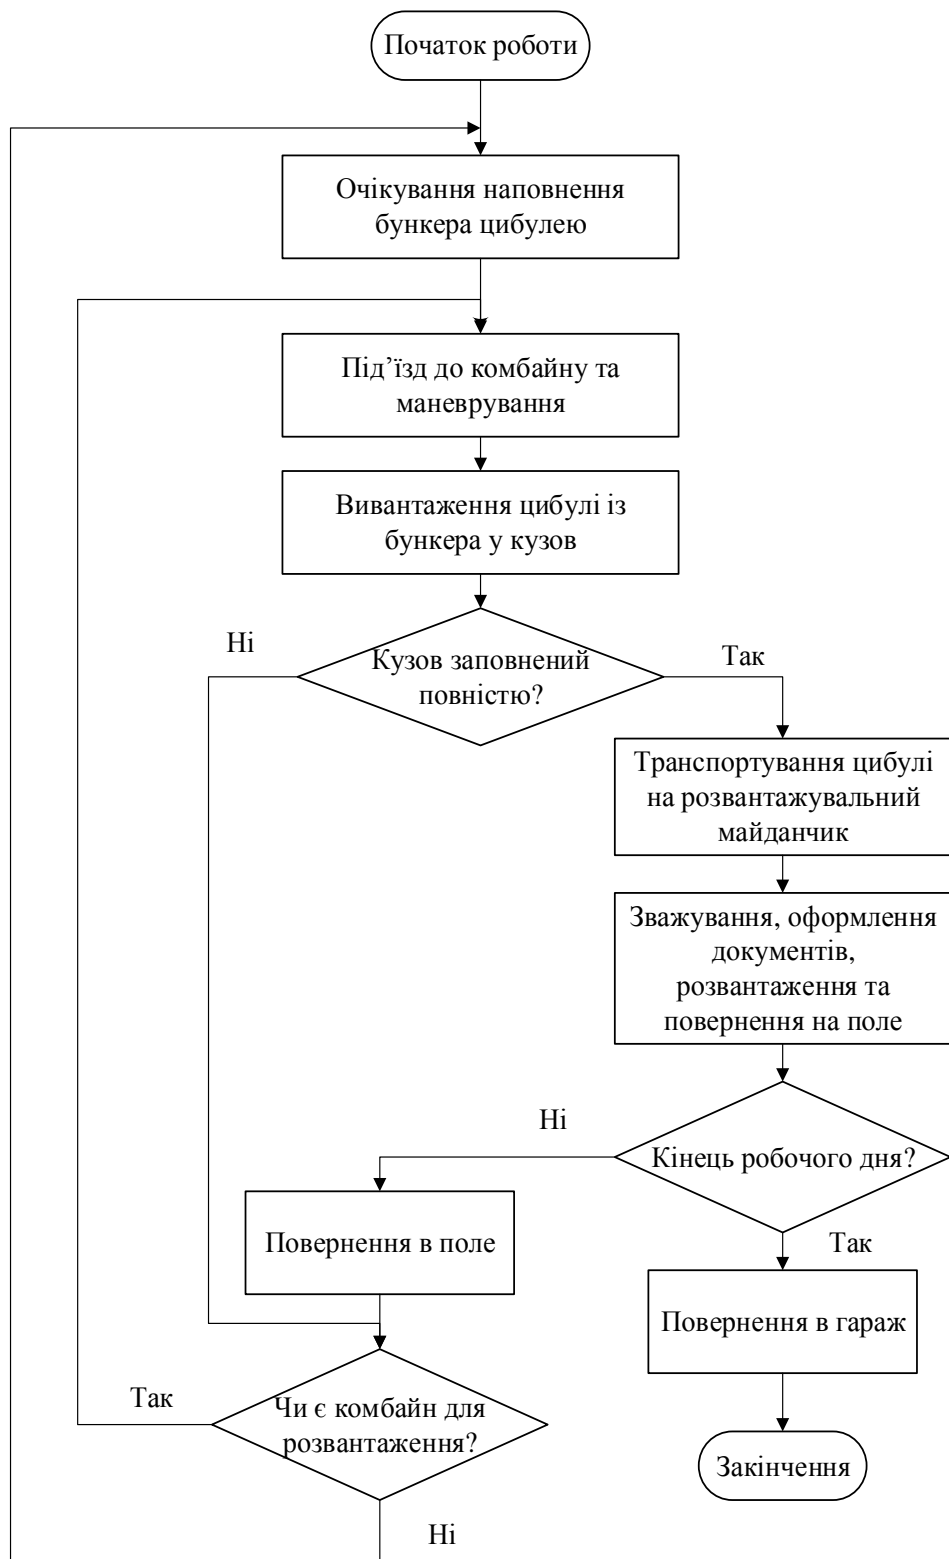 Початок роботи
Очікування наповнення
бункера цибулею
Під’їзд до комбайну та
маневрування
Вивантаження цибулі із
бункера у кузов
Ні
Кузов заповнений
повністю?
Так
Транспортування цибулі
на розвантажувальний
майданчик
Зважування, оформлення
документів,
розвантаження та
повернення на поле
Ні
Кінець робочого дня?
Повернення в поле
Так
Повернення в гараж
Так
Чи є комбайн для
розвантаження?
Закінчення
Ні